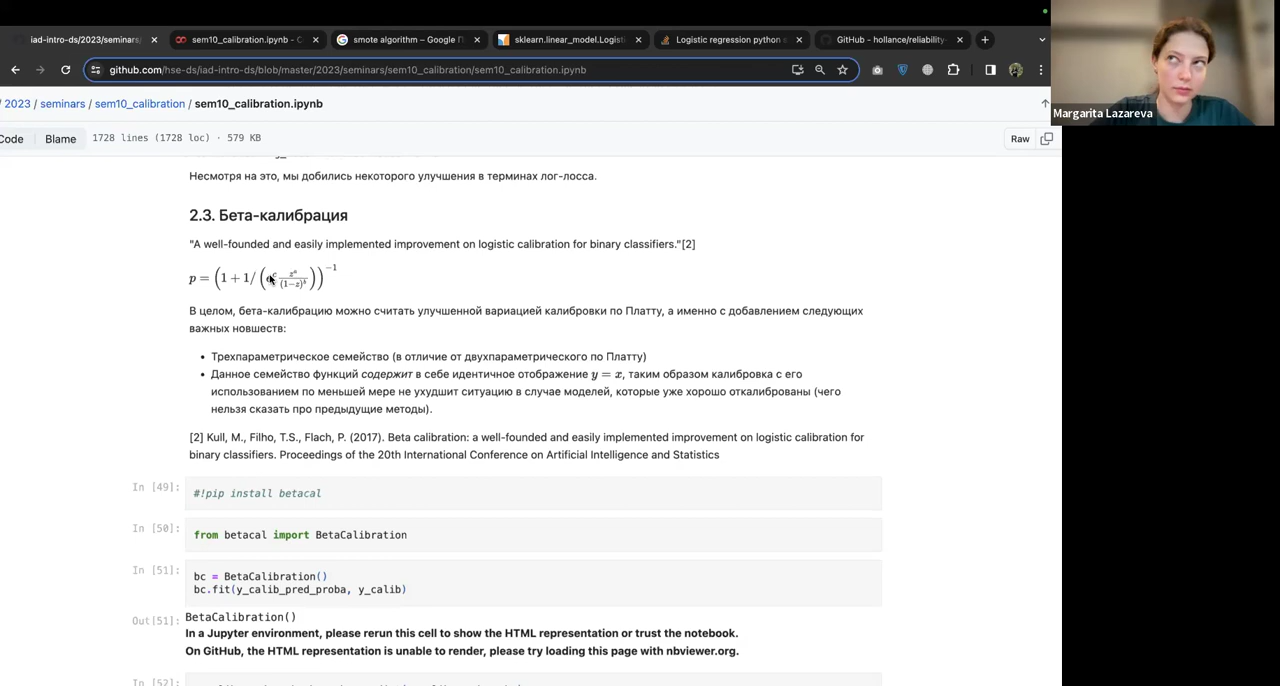 iad-intro-ds/2023/seminars/
sem10_calibration.ipynb - C
smote algorithm – Google П
sklearn.linear_model.Logisti
Logistic regression python s
GitHub - hollance/reliability-
github.com/hse-ds/iad-intro-ds/blob/master/2023/seminars/sem10_calibration/sem10_calibration.ipynb
2023 / seminars / sem10_calibration / sem10_calibration.ipynb
Code
Blame
1728 lines (1728 loc) · 579 KB
Raw
Margarita Lazareva
Несмотря на это, мы добились некоторого улучшения в терминах лог-лосса.
2.3. Бета-калибрация
"A well-founded and easily implemented improvement on logistic calibration for binary classifiers."[2]
p = (1 + 1/ (e^c z^a/(1−z)^b))^−1
В целом, бета-калибрацию можно считать улучшенной вариацией калибровки по Платту, а именно с добавлением следующих
важных новшеств:
• Трехпараметрическое семейство (в отличие от двухпараметрического по Платту)
• Данное семейство функций содержит в себе идентичное отображение y = x, таким образом калибровка с его
использованием по меньшей мере не ухудшит ситуацию в случае моделей, которые уже хорошо откалиброваны (чего
нельзя сказать про предыдущие методы).
[2] Kull, M., Filho, T.S., Flach, P. (2017). Beta calibration: a well-founded and easily implemented improvement on logistic calibration for
binary classifiers. Proceedings of the 20th International Conference on Artificial Intelligence and Statistics
In [49]:
#!pip install betacal
In [50]:
from betacal import BetaCalibration
In [51]:
bc = BetaCalibration()
bc.fit(y_calib_pred_proba, y_calib)
Out[51]:
BetaCalibration()
In a Jupyter environment, please rerun this cell to show the HTML representation or trust the notebook.
On GitHub, the HTML representation is unable to render, please try loading this page with nbviewer.org.
In [52]: